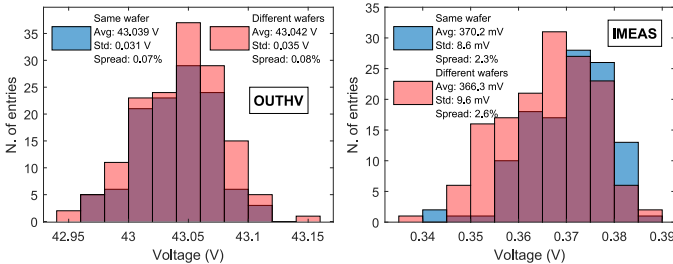 Same wafer
Avg: 43.039 V
Std: 0.031 V
Spread: 0.07%
Different wafers
Avg: 43.042 V
Std: 0.035 V
Spread: 0.08%
OUTHV
N. of entries
35
30
25
20
15
10
5
0
42.95
43
43.05
43.1
43.15
Voltage (V)
Same wafer
Avg: 370.2 mV
Std: 8.6 mV
Spread: 2.3%
Different wafers
Avg: 366.3 mV
Std: 9.6 mV
Spread: 2.6%
IMEAS
N. of entries
35
30
25
20
15
10
5
0
0.34
0.35
0.36
0.37
0.38
0.39
Voltage (V)